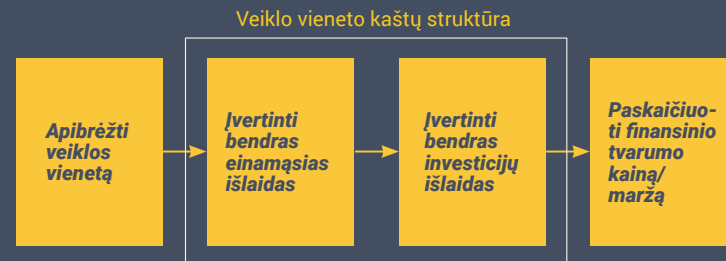 Veiklo vieneto kaštų struktūra
Apibrėžti
veiklos
vienetą
Įvertinti
bendras
einamąsias
išlaidas
Įvertinti
bendras
investicijų
išlaidas
Paskaičiuo-
ti finansinio
tvarumo
kainą/
maržą